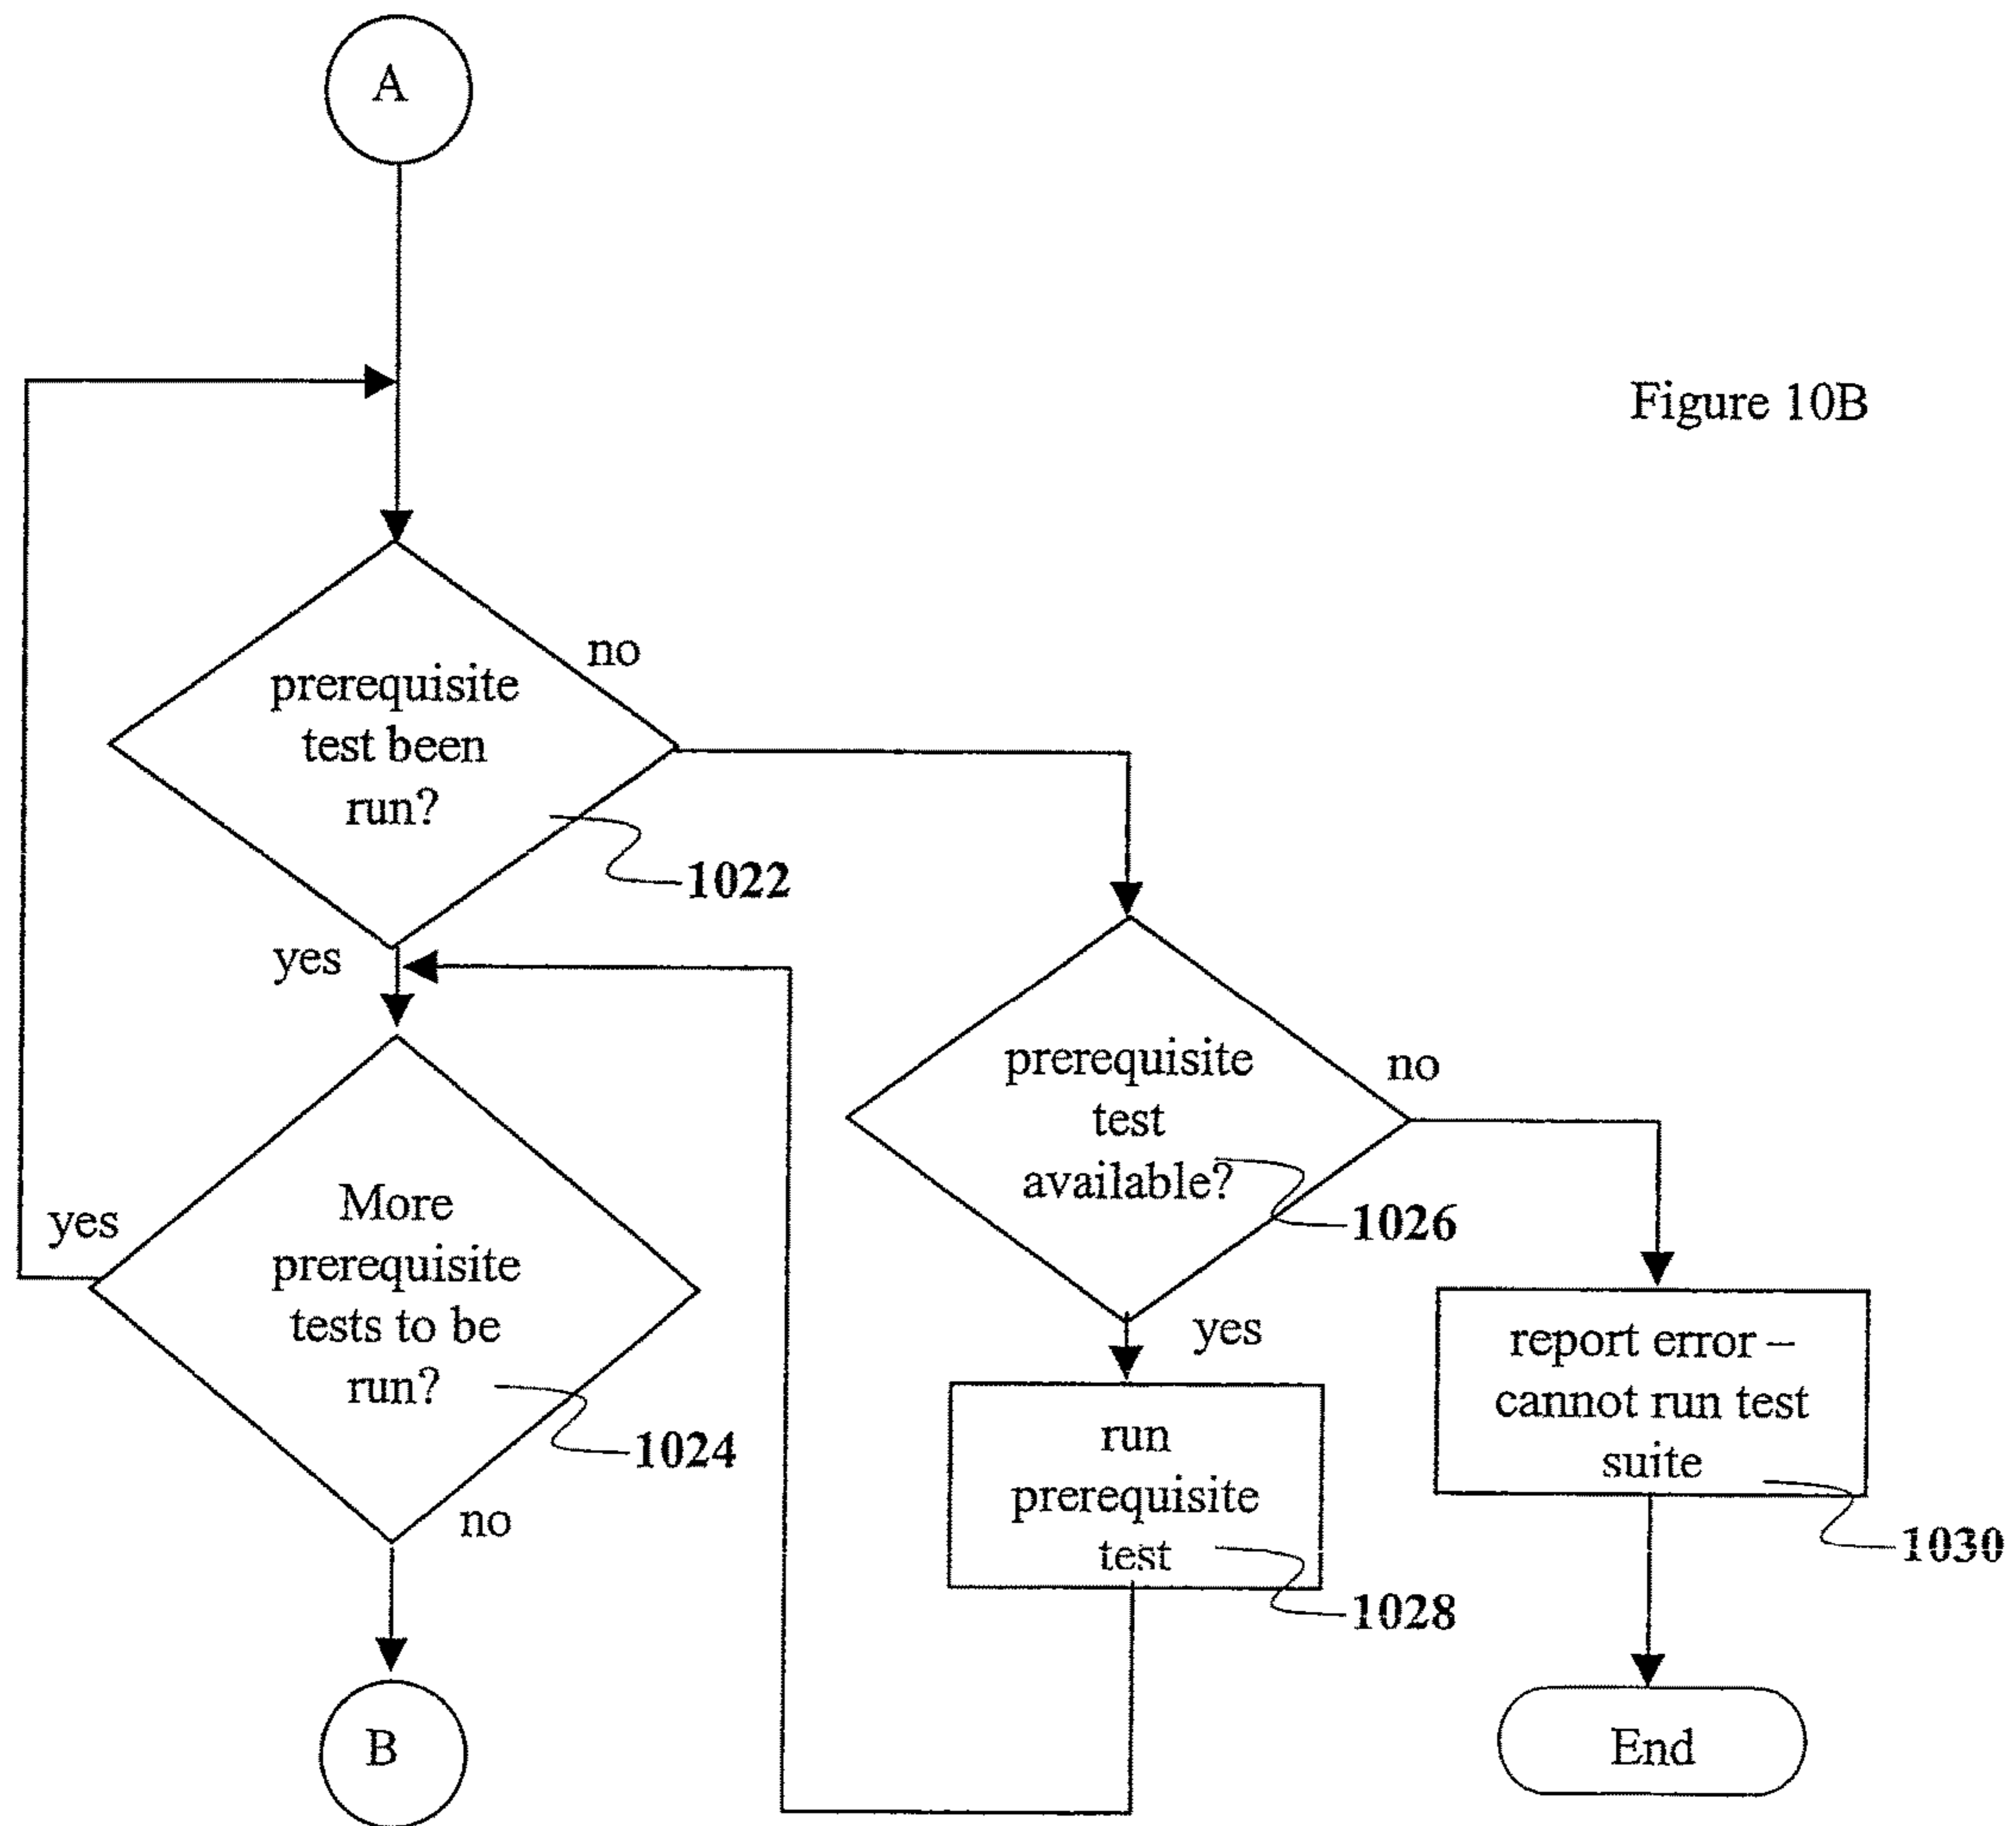 A
Figure 10B
no
prerequisite
test been
run?
1022
yes
prerequisite
test
available?
no
1026
yes
More
prerequisite
tests to be
run?
1024
no
yes
run
prerequisite
test
1028
report error –
cannot run test
suite
1030
B
End